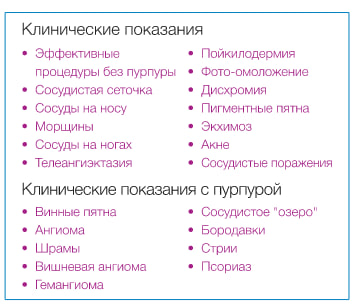 Клинические показания
• Эффективные
процедуры без пурпуры
• Сосудистая сеточка
• Сосуды на носу
• Морщины
• Сосуды на ногах
• Телеангиэктазия
• Пойкилодермия
• Фото-омоложение
• Дисхромия
• Пигментные пятна
• Экхимоз
• Акне
• Сосудистые поражения
Клинические показания с пурпурой
• Винные пятна
• Ангиома
• Шрамы
• Вишневая ангиома
• Гемангиома
• Сосудистое "озеро"
• Бородавки
• Стрии
• Псориаз